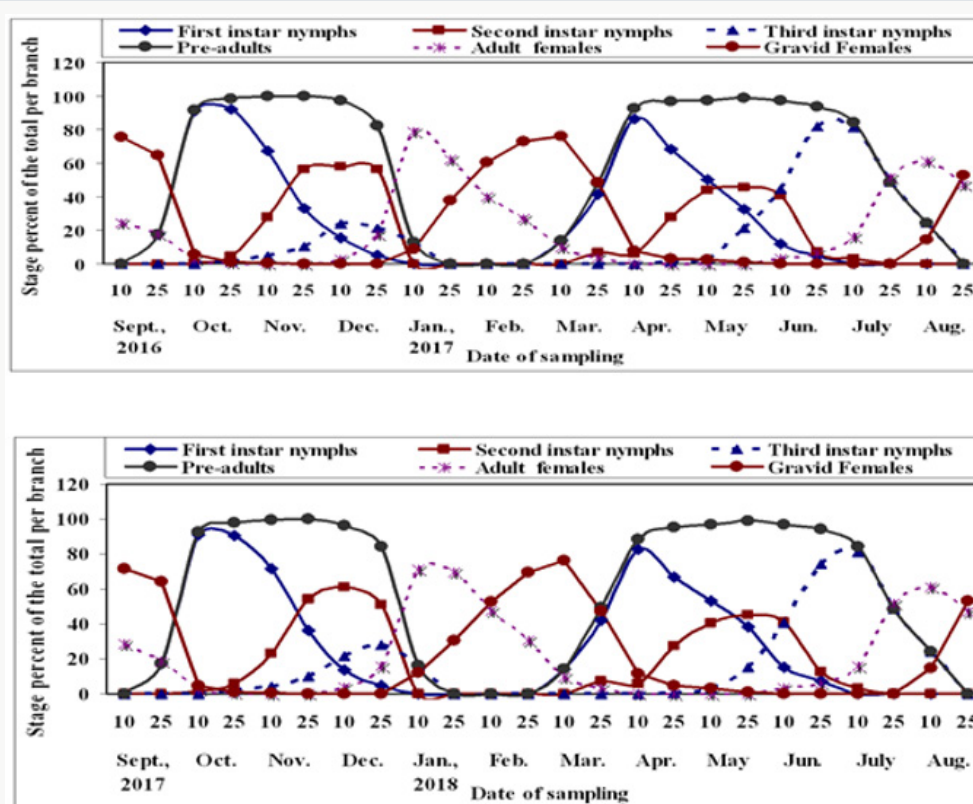 First instar nymphs Second instar nymphs Third instar nymphs
Pre-adults Adult females Gravid Females
Stage percent of the total per branch
120
100
80
60
40
20
0
10 25 10 25 10 25 10 25 10 25 10 25 10 25 10 25 10 25 10 25 10 25 10 25
Sept., Oct. Nov. Dec. Jan., Feb. Mar. Apr. May Jun. July Aug.
2016 2017
Date of sampling
First instar nymphs Second instar nymphs Third instar nymphs
Pre-adults Adult females Gravid Females
Stage percent of the total per branch
120
100
80
60
40
20
0
10 25 10 25 10 25 10 25 10 25 10 25 10 25 10 25 10 25 10 25 10 25 10 25
Sept., Oct. Nov. Dec. Jan., Feb. Mar. Apr. May Jun. July Aug.
2017 2018
Date of sampling